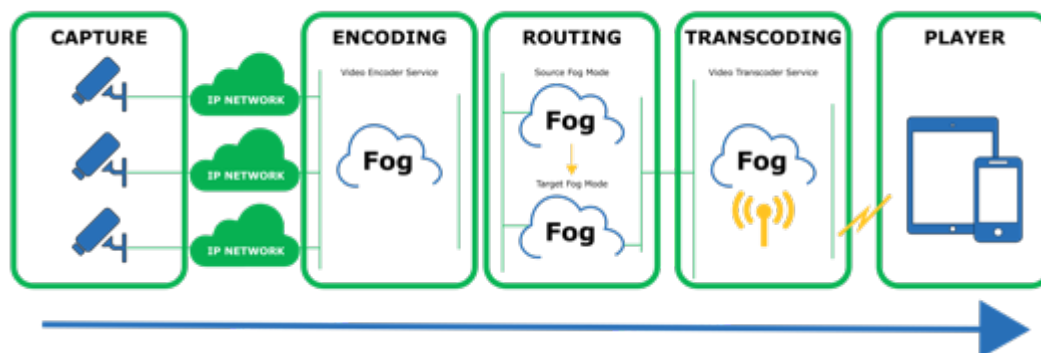 CAPTURE
ENCODING
ROUTING
TRANSCODING
PLAYER
Video Encoder Service
Source Fog Mode
Video Transcoder Service
IP NETWORK
Fog
Fog
Fog
IP NETWORK
Target Fog Mode
Fog
IP NETWORK